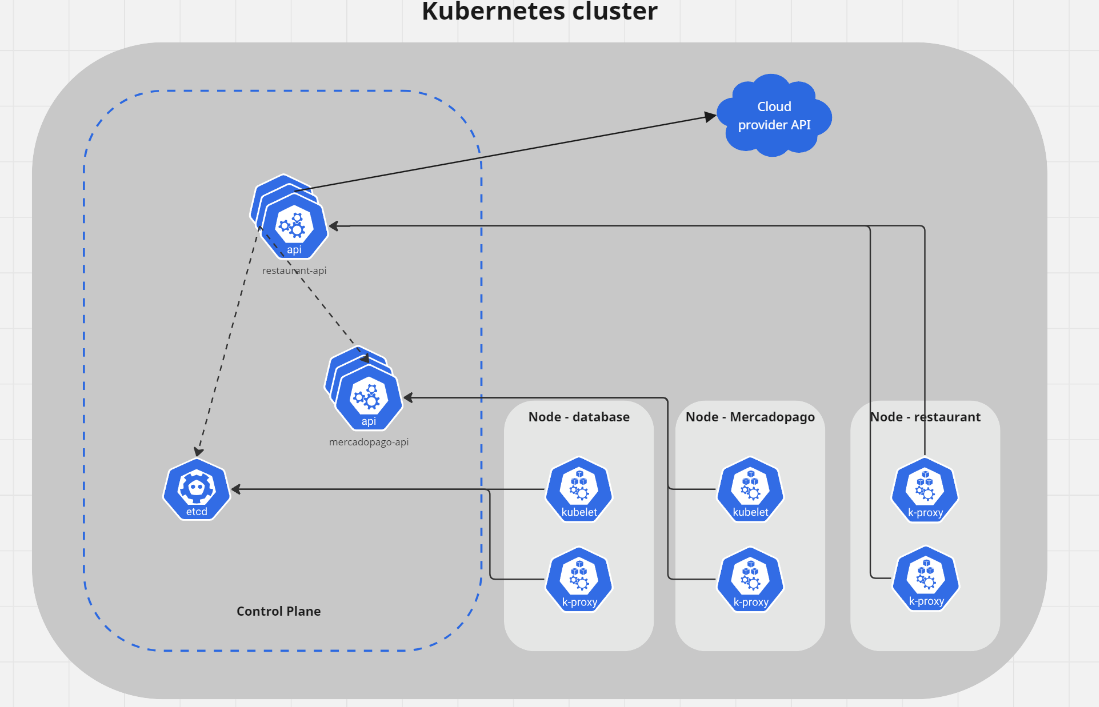 Kubernetes cluster
Cloud
provider API
api
restaurant-api
api
mercadopago-api
Node - database
Node - Mercadopago
Node - restaurant
etcd
kubelet
kubelet
k-proxy
k-proxy
k-proxy
k-proxy
Control Plane